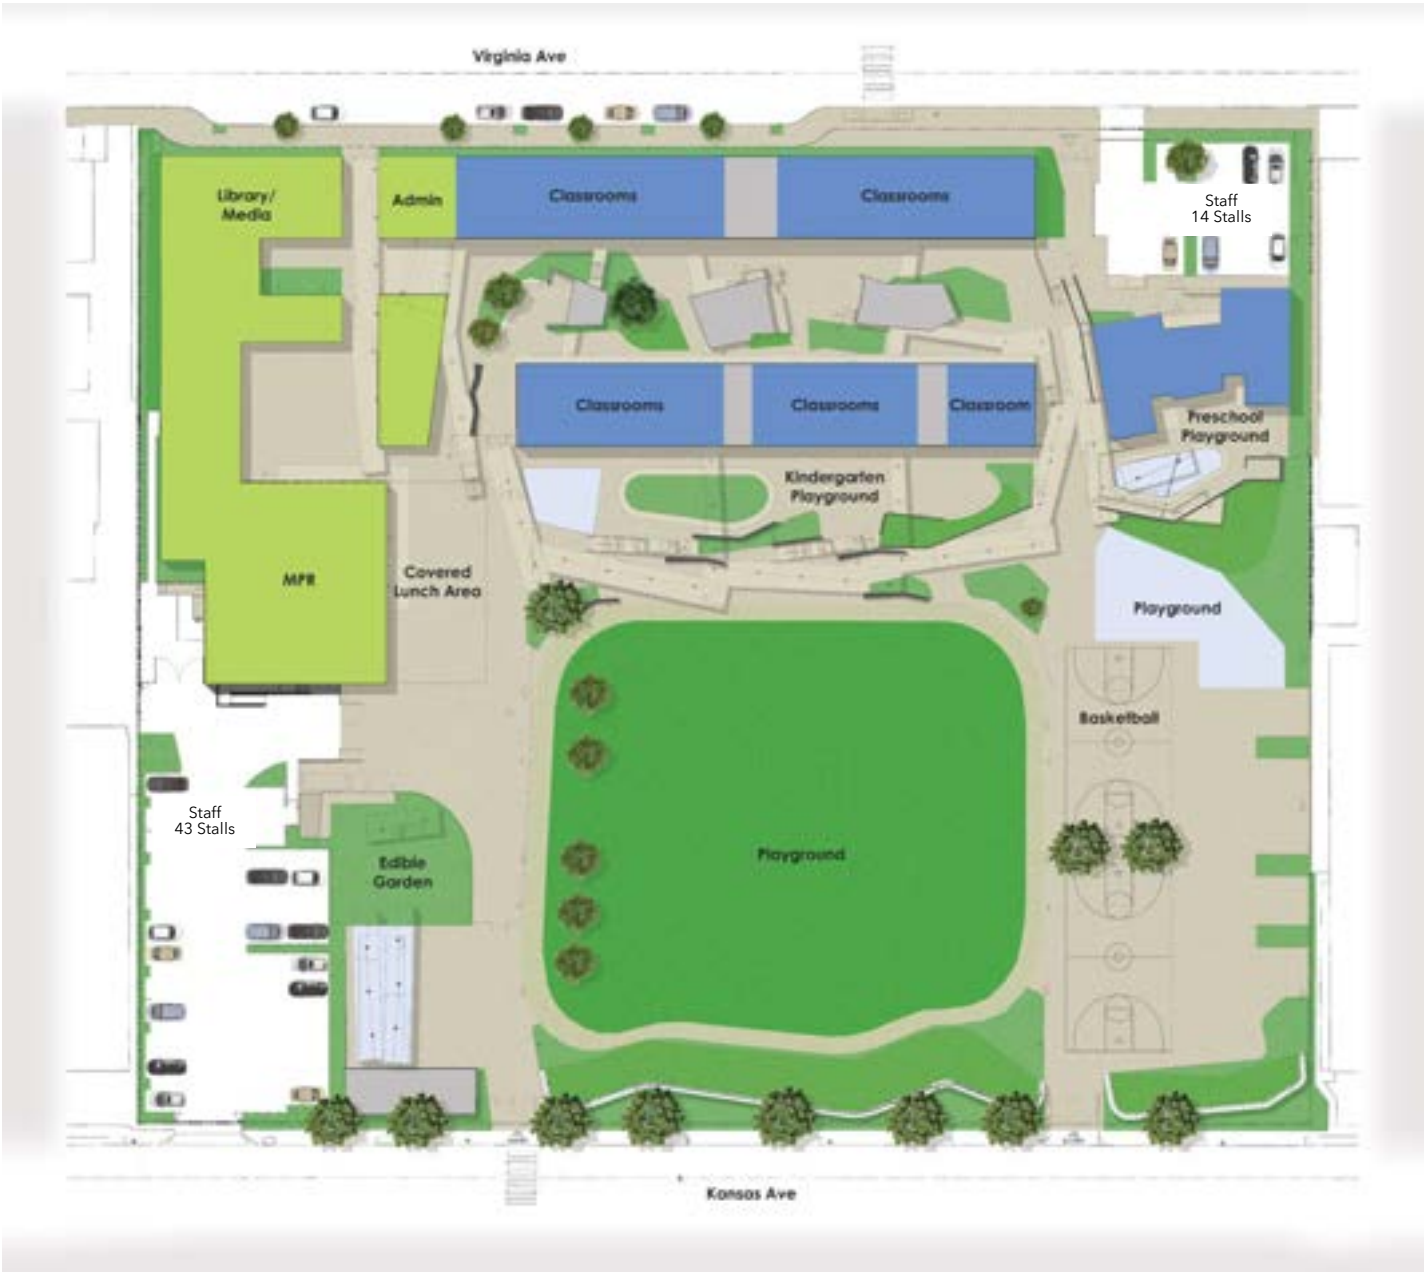 Virginia Ave
Library/
Media
Admin
Classrooms
Classrooms
Staff
14 Stalls
Classrooms
Classrooms
Classroom
Preschool
Playground
Kindergarten
Playground
MPR
Covered
Lunch Area
Playground
Basketball
Staff
43 Stalls
Edible
Garden
Playground
Kansas Ave